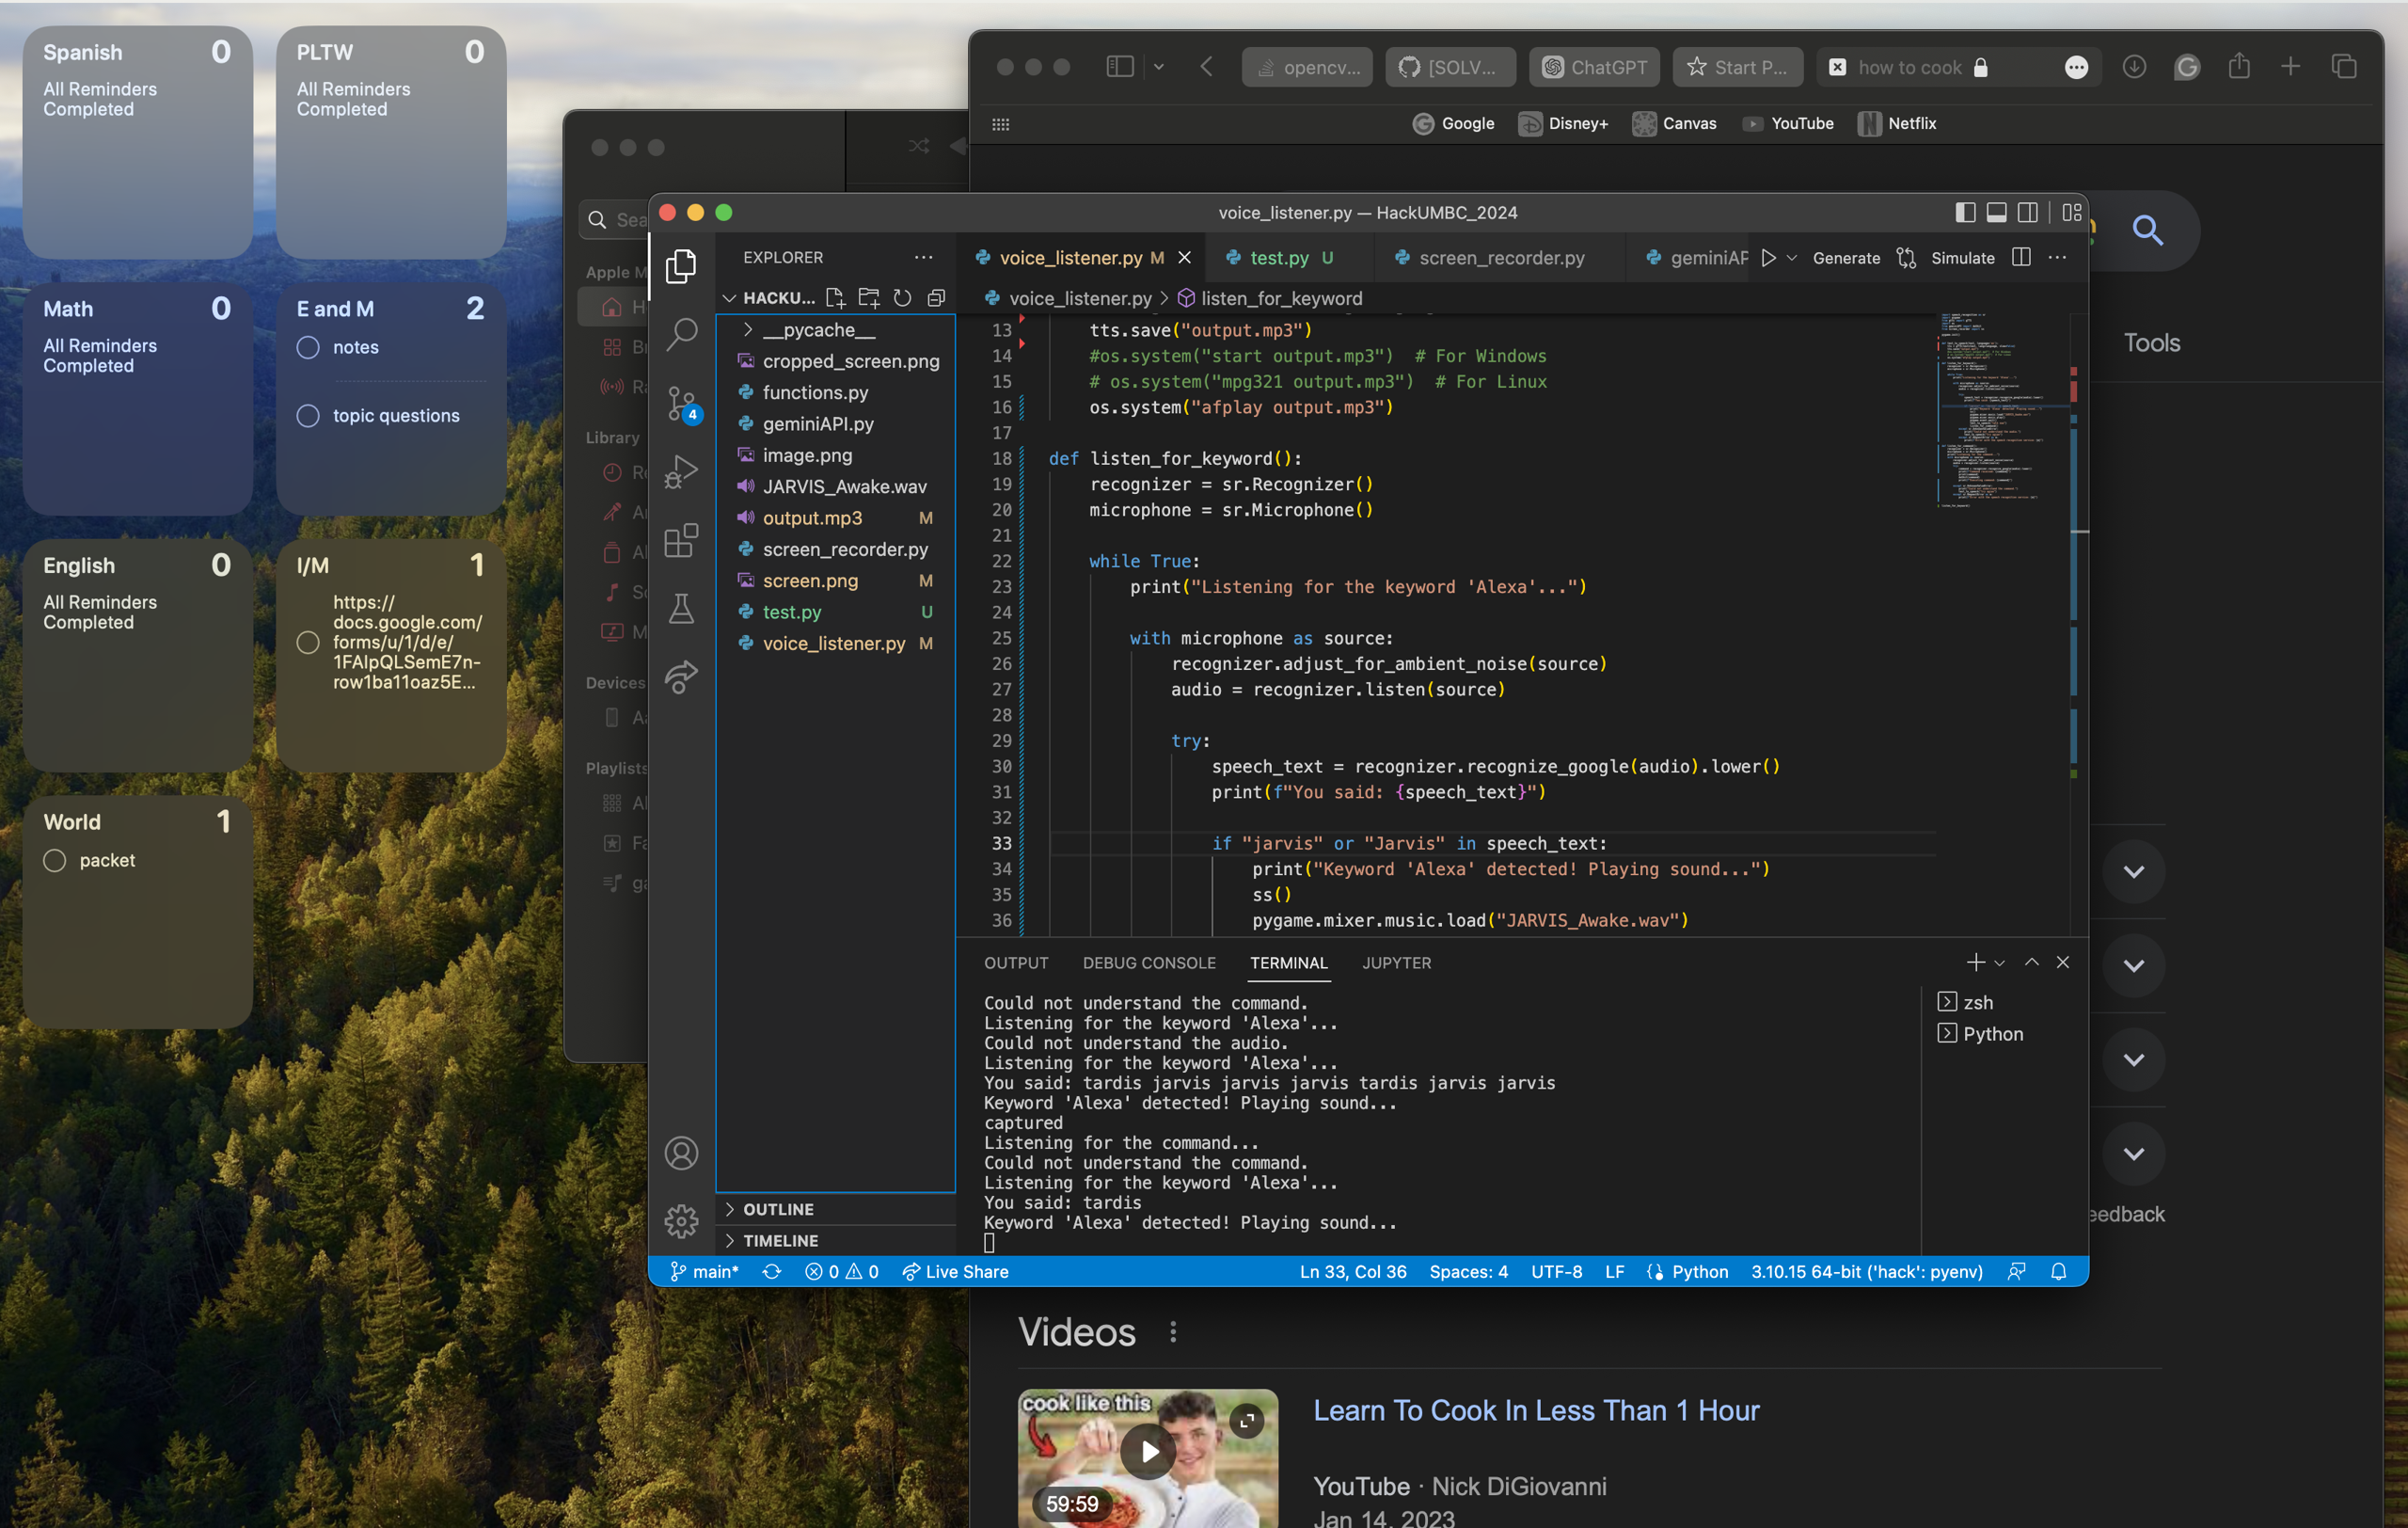 Spanish 0
All Reminders
Completed
PLTW 0
All Reminders
Completed
Math 0
All Reminders
Completed
E and M 2
notes
topic questions
English 0
All Reminders
Completed
I/M 1
https://
docs.google.com/
forms/u/1/d/e/
1FAIpQLSemE7n-
row1ba11oaz5E...
World 1
packet
opencv...
[SOLV...
ChatGPT
Start P...
how to cook
Google
Disney+
Canvas
YouTube
Netflix
Tools
Sea
Apple M
Library
Devices
Playlists
voice_listener.py — HackUMBC_2024
EXPLORER
voice_listener.py M
test.py U
screen_recorder.py
geminiAP
Generate
Simulate
HACKU...
voice_listener.py > listen_for_keyword
__pycache__
cropped_screen.png
functions.py
geminiAPI.py
image.png
JARVIS_Awake.wav
output.mp3 M
screen_recorder.py
screen.png M
test.py U
voice_listener.py M
OUTLINE
TIMELINE
4
13 tts.save("output.mp3")
14 #os.system("start output.mp3")  # For Windows
15 # os.system("mpg321 output.mp3")  # For Linux
16 os.system("afplay output.mp3")
17
18 def listen_for_keyword():
19 recognizer = sr.Recognizer()
20 microphone = sr.Microphone()
21
22 while True:
23 print("Listening for the keyword 'Alexa'...")
24
25 with microphone as source:
26 recognizer.adjust_for_ambient_noise(source)
27 audio = recognizer.listen(source)
28
29 try:
30 speech_text = recognizer.recognize_google(audio).lower()
31 print(f"You said: {speech_text}")
32
33 if "jarvis" or "Jarvis" in speech_text:
34 print("Keyword 'Alexa' detected! Playing sound...")
35 ss()
36 pygame.mixer.music.load("JARVIS_Awake.wav")
OUTPUT DEBUG CONSOLE TERMINAL JUPYTER
Could not understand the command.
Listening for the keyword 'Alexa'...
Could not understand the audio.
Listening for the keyword 'Alexa'...
You said: tardis jarvis jarvis jarvis tardis jarvis jarvis
Keyword 'Alexa' detected! Playing sound...
captured
Listening for the command...
Could not understand the command.
Listening for the keyword 'Alexa'...
You said: tardis
Keyword 'Alexa' detected! Playing sound...
zsh
Python
main* 0 0 Live Share Ln 33, Col 36 Spaces: 4 UTF-8 LF Python 3.10.15 64-bit ('hack': pyenv)
eedback
Videos
cook like this
59:59
Learn To Cook In Less Than 1 Hour
YouTube · Nick DiGiovanni
Jan 14, 2023